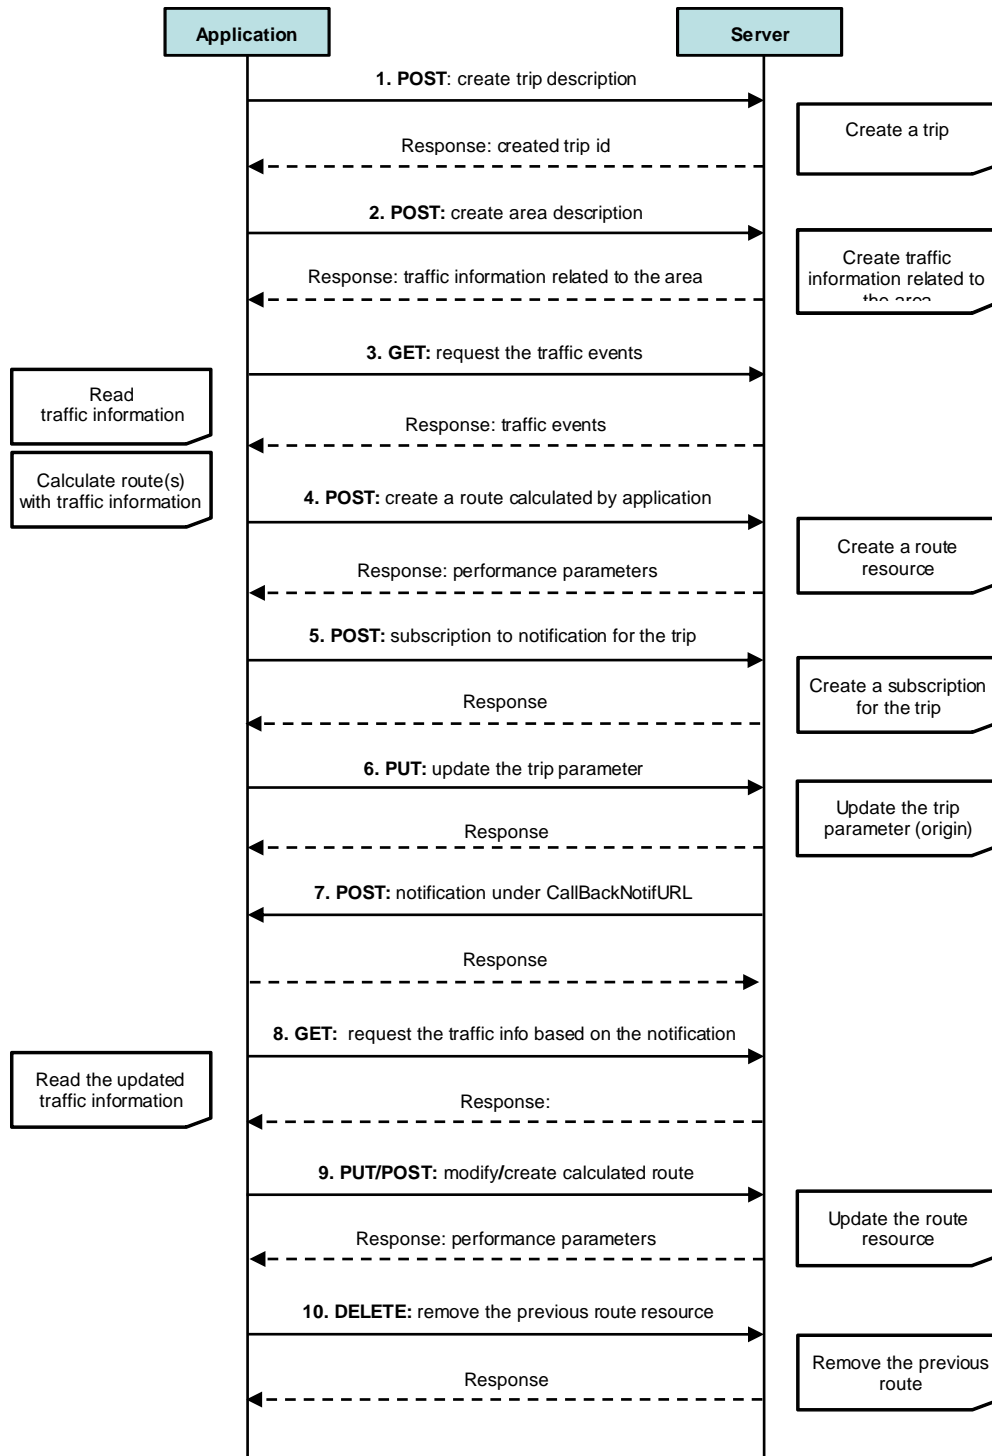 Application
Server
1. POST: create trip description
Create a trip
Response: created trip id
2. POST: create area description
Create traffic
information related to
the area
Response: traffic information related to the area
3. GET: request the traffic events
Read
traffic information
Response: traffic events
Calculate route(s)
with traffic information
4. POST: create a route calculated by application
Create a route
resource
Response: performance parameters
5. POST: subscription to notification for the trip
Create a subscription
for the trip
Response
6. PUT: update the trip parameter
Update the trip
parameter (origin)
Response
7. POST: notification under CallBackNotifURL
Response
8. GET: request the traffic info based on the notification
Read the updated
traffic information
Response:
9. PUT/POST: modify/create calculated route
Update the route
resource
Response: performance parameters
10. DELETE: remove the previous route resource
Remove the previous
route
Response